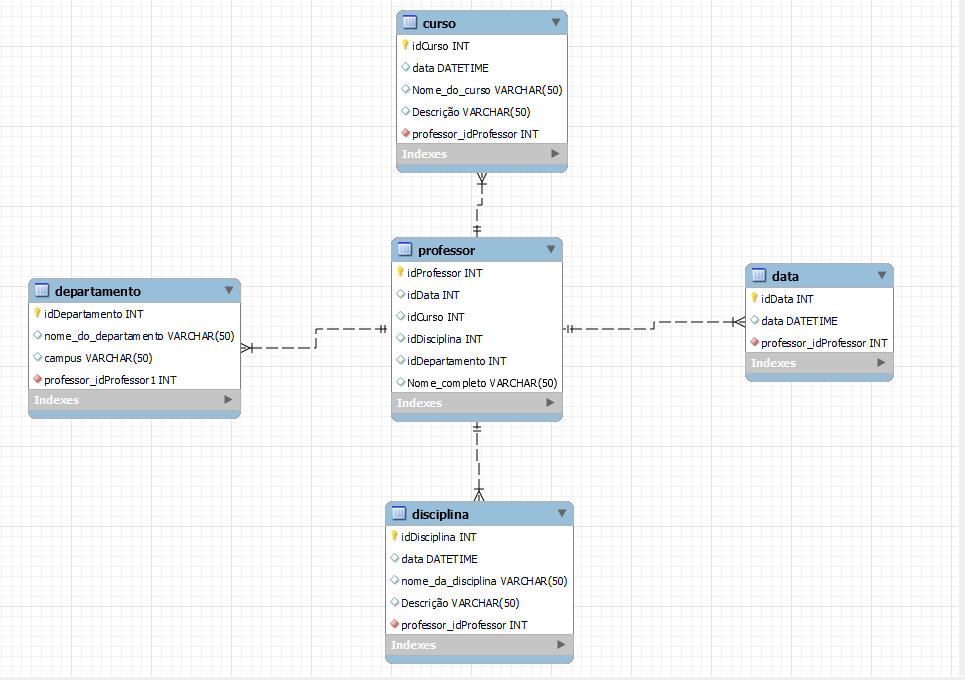 curso
idCurso INT
data DATETIME
Nome_do_curso VARCHAR(50)
Descrição VARCHAR(50)
professor_idProfessor INT
Indexes
professor
idProfessor INT
idData INT
idCurso INT
idDisciplina INT
idDepartamento INT
Nome_completo VARCHAR(50)
Indexes
departamento
idDepartamento INT
nome_do_departamento VARCHAR(50)
campus VARCHAR(50)
professor_idProfessor1 INT
Indexes
data
idData INT
data DATETIME
professor_idProfessor INT
Indexes
disciplina
idDisciplina INT
data DATETIME
nome_da_disciplina VARCHAR(50)
Descrição VARCHAR(50)
professor_idProfessor INT
Indexes